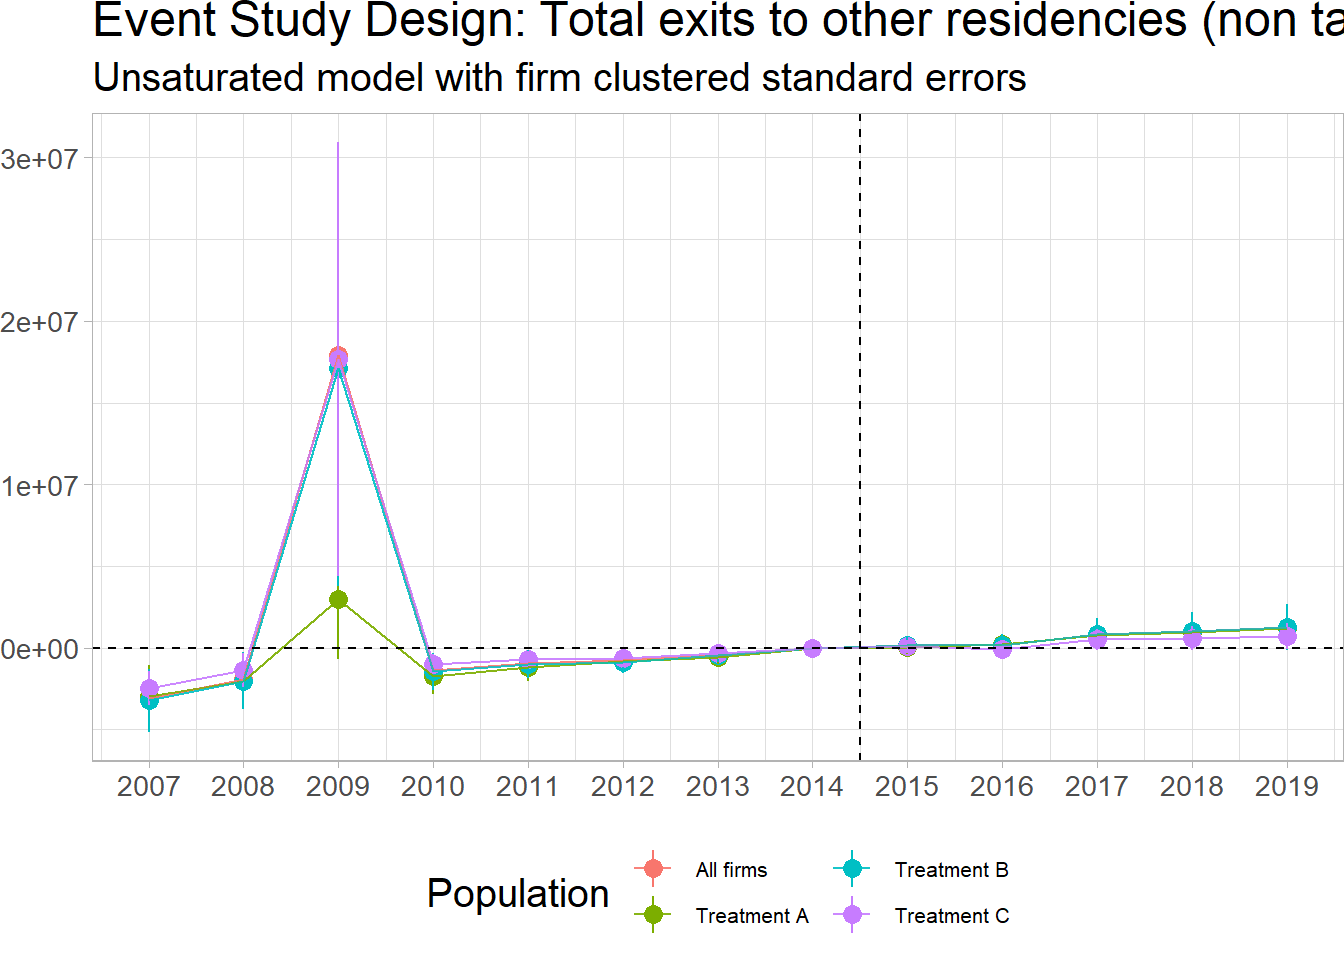 Event Study Design: Total exits to other residencies (non ta
Unsaturated model with firm clustered standard errors
3e+07
2e+07
1e+07
0e+00
2007 2008 2009 2010 2011 2012 2013 2014 2015 2016 2017 2018 2019
Population
All firms
Treatment A
Treatment B
Treatment C